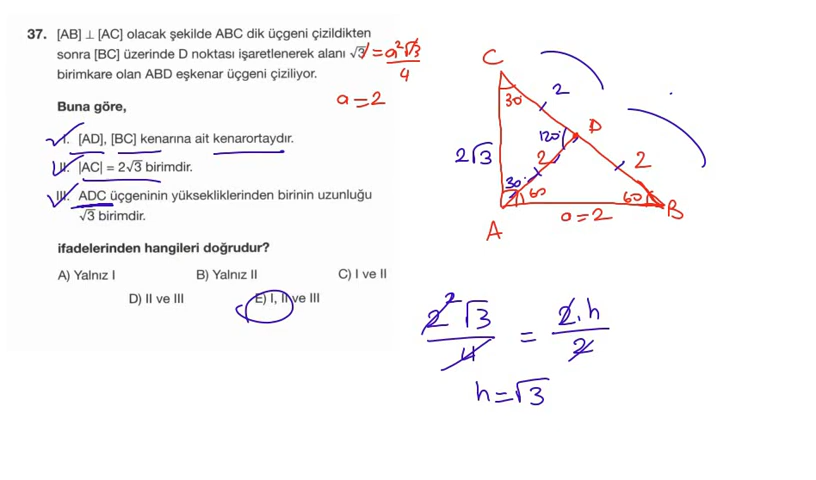 37. [AB] ⊥ [AC] olacak şekilde ABC dik üçgeni çizildikten
sonra [BC] üzerinde D noktası işaretlenerek alanı √3 = a²√3/4
birimkare olan ABD eşkenar üçgeni çiziliyor.
a=2
Buna göre,
I. [AD], [BC] kenarına ait kenarortaydır.
II. |AC| = 2√3 birimdir.
III. ADC üçgeninin yüksekliklerinden birinin uzunluğu
√3 birimdir.
ifadelerinden hangileri doğrudur?
A) Yalnız I B) Yalnız II C) I ve II
D) II ve III E) I, II ve III
C
30
2
120
D
2√3
2
2
30
60
60
A
a=2
B
2²√3/4 = 2.h/2
h=√3